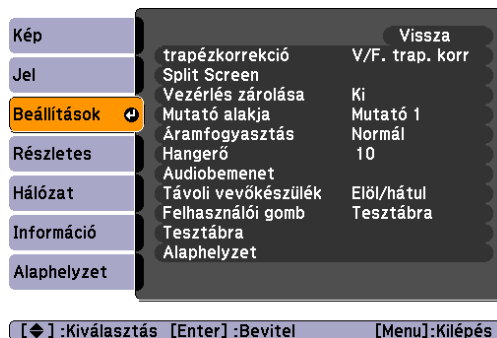 Kép
Jel
Beállítások
Részletes
Hálózat
Információ
Alaphelyzet
Vissza
trapézkorrekció V/F. trap. korr
Split Screen
Vezérlés zárolása Ki
Mutató alakja Mutató 1
Áramfogyasztás Normál
Hangerő 10
Audiobemenet
Távoli vevőkészülék Elöl/hátul
Felhasználói gomb Tesztábra
Tesztábra
Alaphelyzet
[◆] :Kiválasztás [Enter] :Bevitel [Menu]:Kilépés